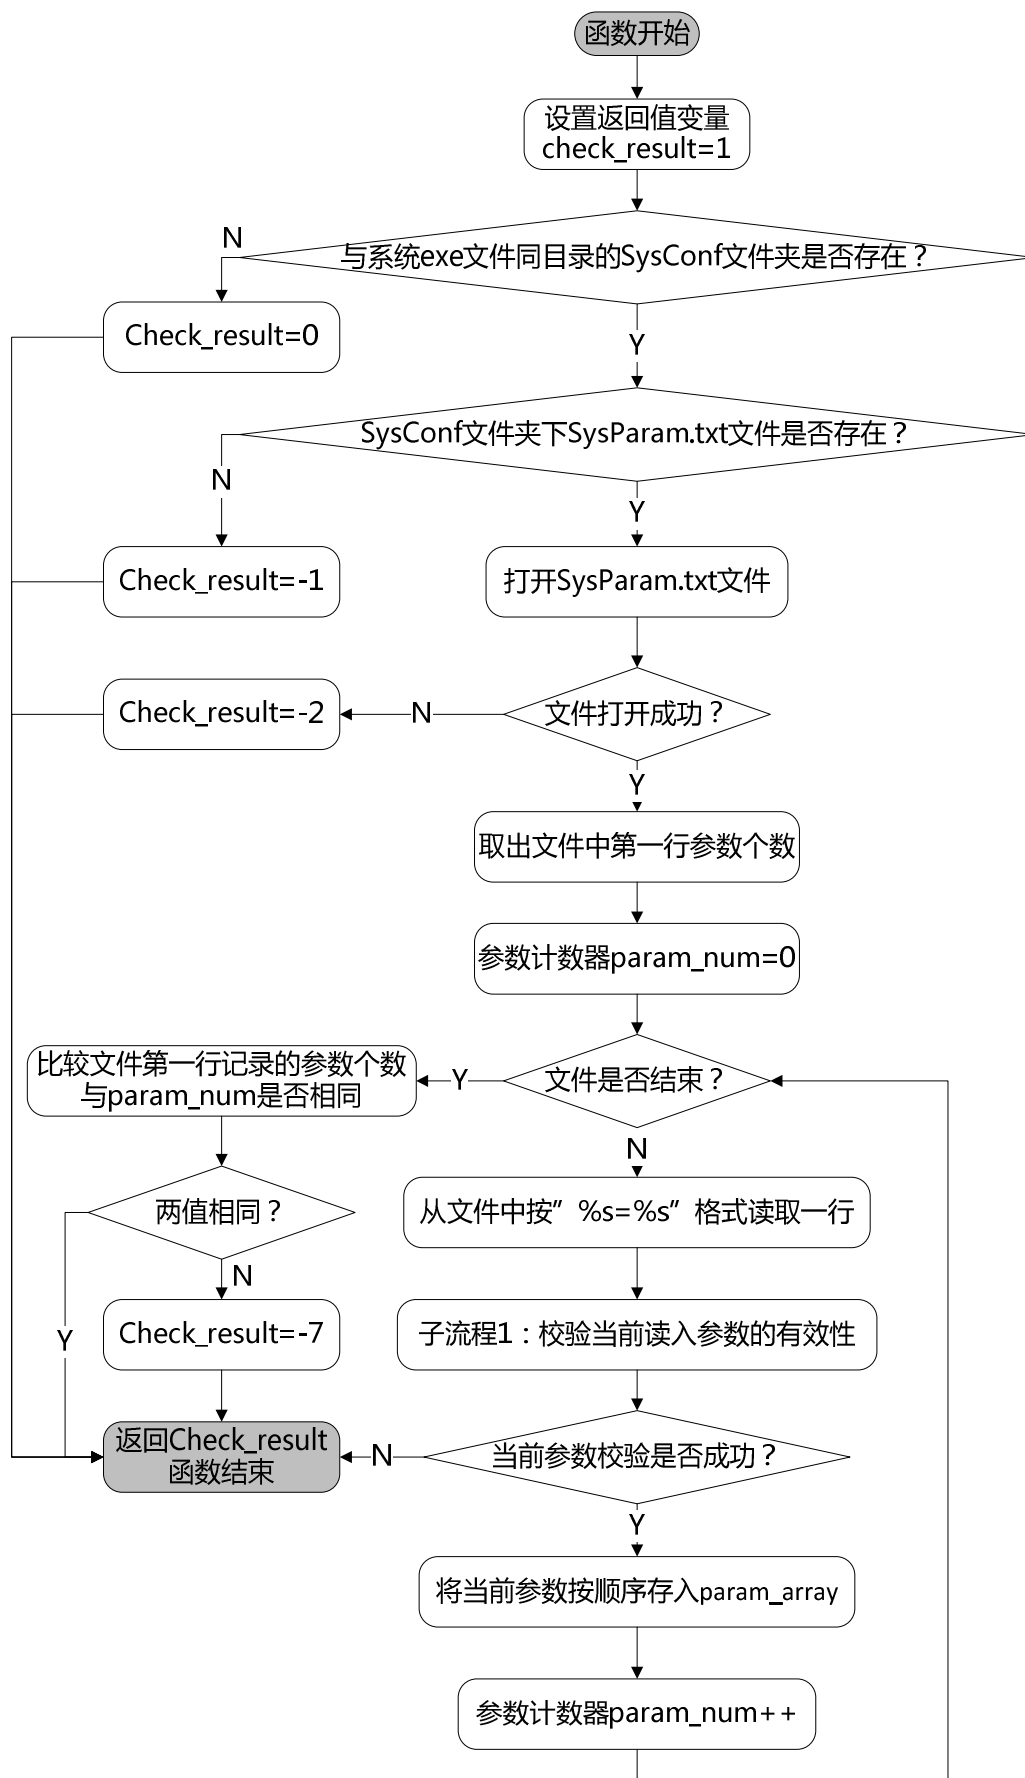 函数开始
设置返回值变量
check_result=1
与系统exe文件同目录的SysConf文件夹是否存在？
N
Check_result=0
Y
SysConf文件夹下SysParam.txt文件是否存在？
N
Y
Check_result=-1
打开SysParam.txt文件
Check_result=-2
N
文件打开成功？
Y
取出文件中第一行参数个数
参数计数器param_num=0
比较文件第一行记录的参数个数
与param_num是否相同
Y
文件是否结束？
N
两值相同？
从文件中按”%s=%s”格式读取一行
N
Check_result=-7
子流程1：校验当前读入参数的有效性
Y
返回Check_result
函数结束
N
当前参数校验是否成功？
Y
将当前参数按顺序存入param_array
参数计数器param_num++